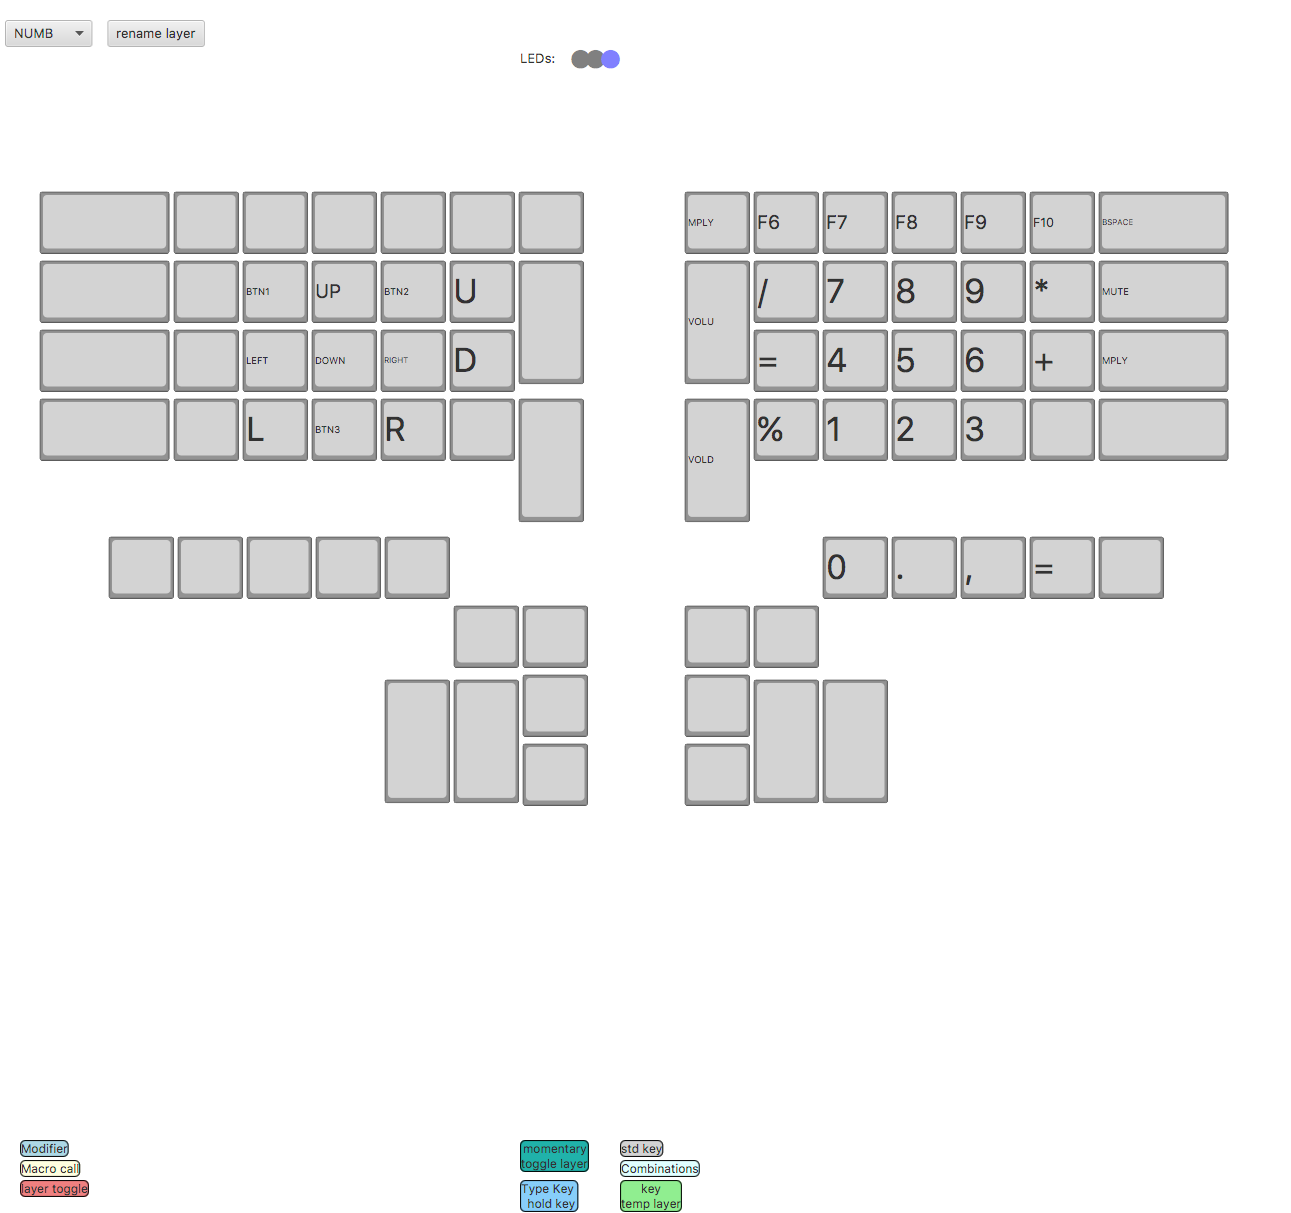 NUMB rename layer
LEDs:
MPLY F6 F7 F8 F9 F10 BSPACE
BTN1 UP BTN2 U VOLU / 7 8 9 * MUTE
LEFT DOWN RIGHT D = 4 5 6 + MPLY
L BTN3 R VOLD % 1 2 3
0 . , =
Modifier
Macro call
layer toggle
momentary
toggle layer
Type Key
hold key
std key
Combinations
key
temp layer